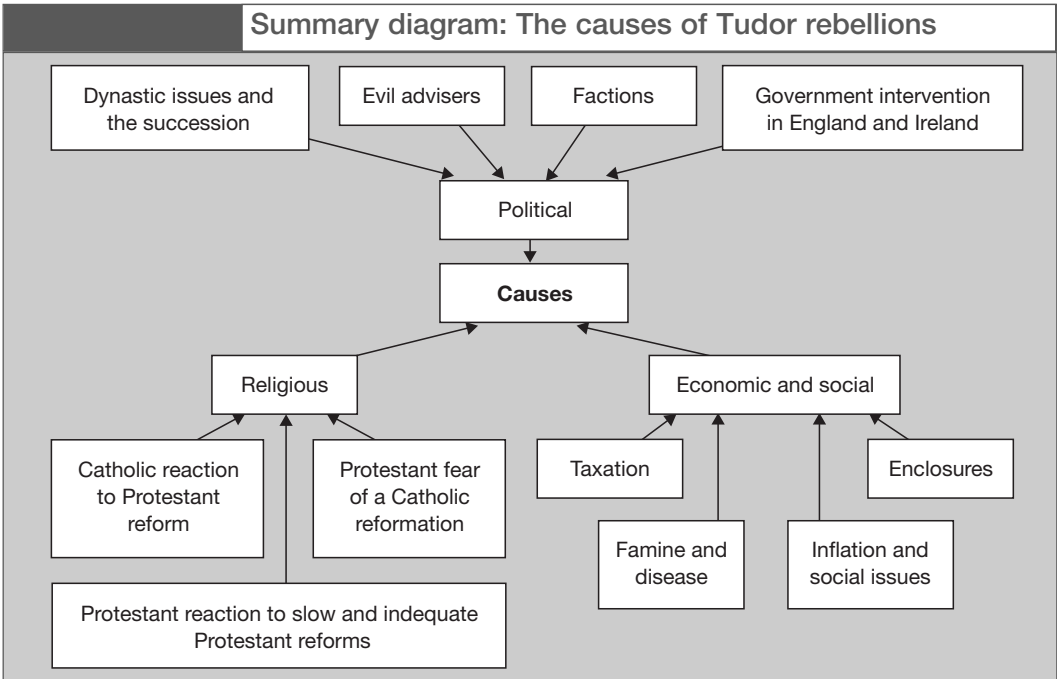 Summary diagram: The causes of Tudor rebellions
Dynastic issues and
the succession
Evil advisers
Factions
Government intervention
in England and Ireland
Political
Causes
Religious
Economic and social
Catholic reaction
to Protestant
reform
Protestant fear
of a Catholic
reformation
Taxation
Enclosures
Famine and
disease
Inflation and
social issues
Protestant reaction to slow and indequate
Protestant reforms